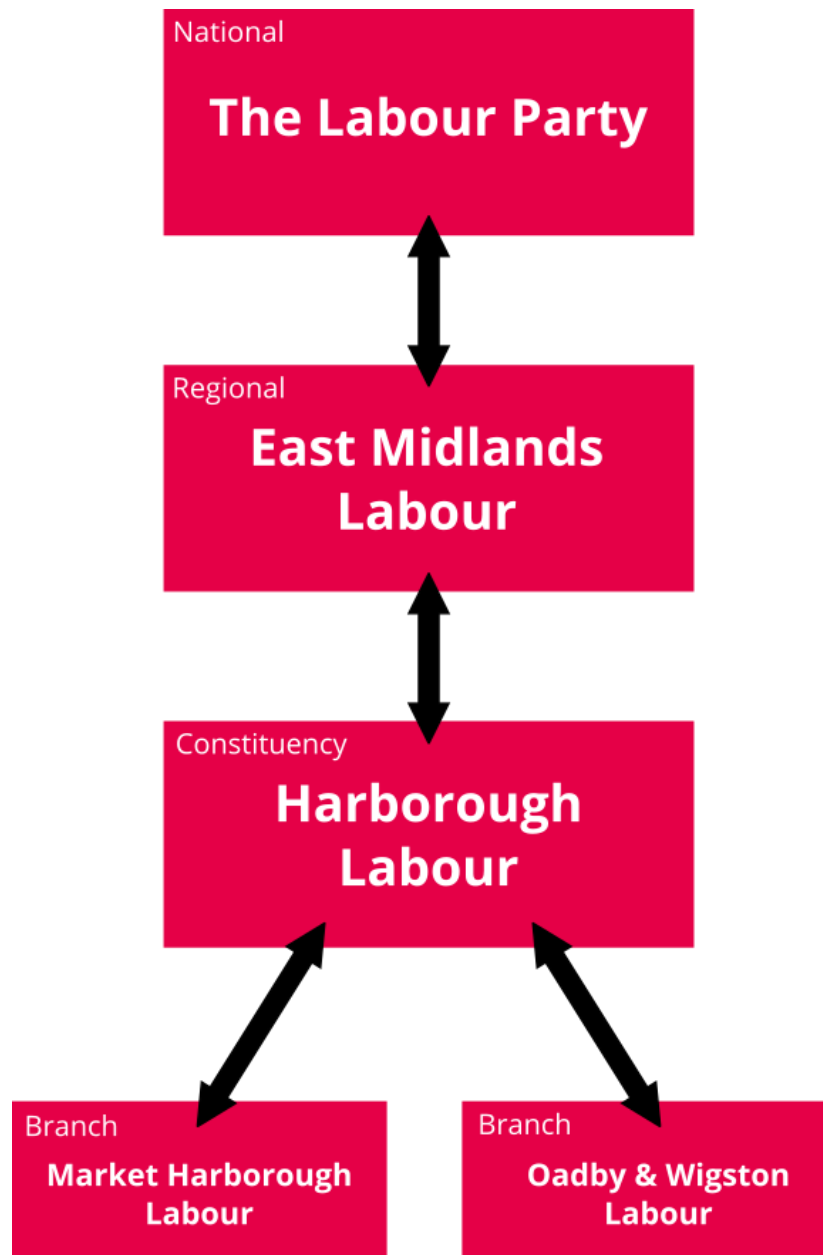 National
The Labour Party
Regional
East Midlands
Labour
Constituency
Harborough
Labour
Branch
Market Harborough
Labour
Branch
Oadby & Wigston
Labour